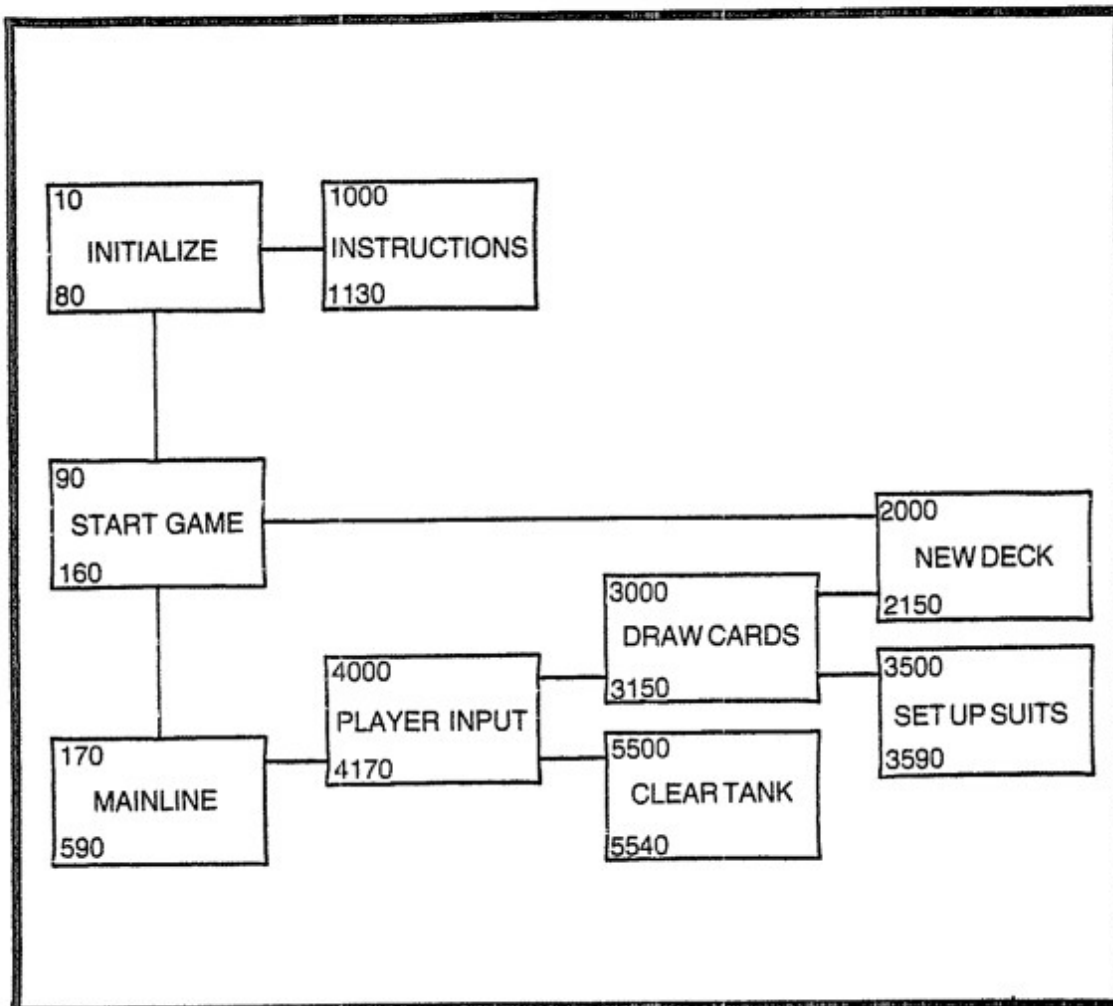 10
INITIALIZE
80
1000
INSTRUCTIONS
1130
90
START GAME
160
2000
NEW DECK
2150
3000
DRAW CARDS
3150
3500
SET UP SUITS
3590
4000
PLAYER INPUT
4170
5500
CLEAR TANK
5540
170
MAINLINE
590